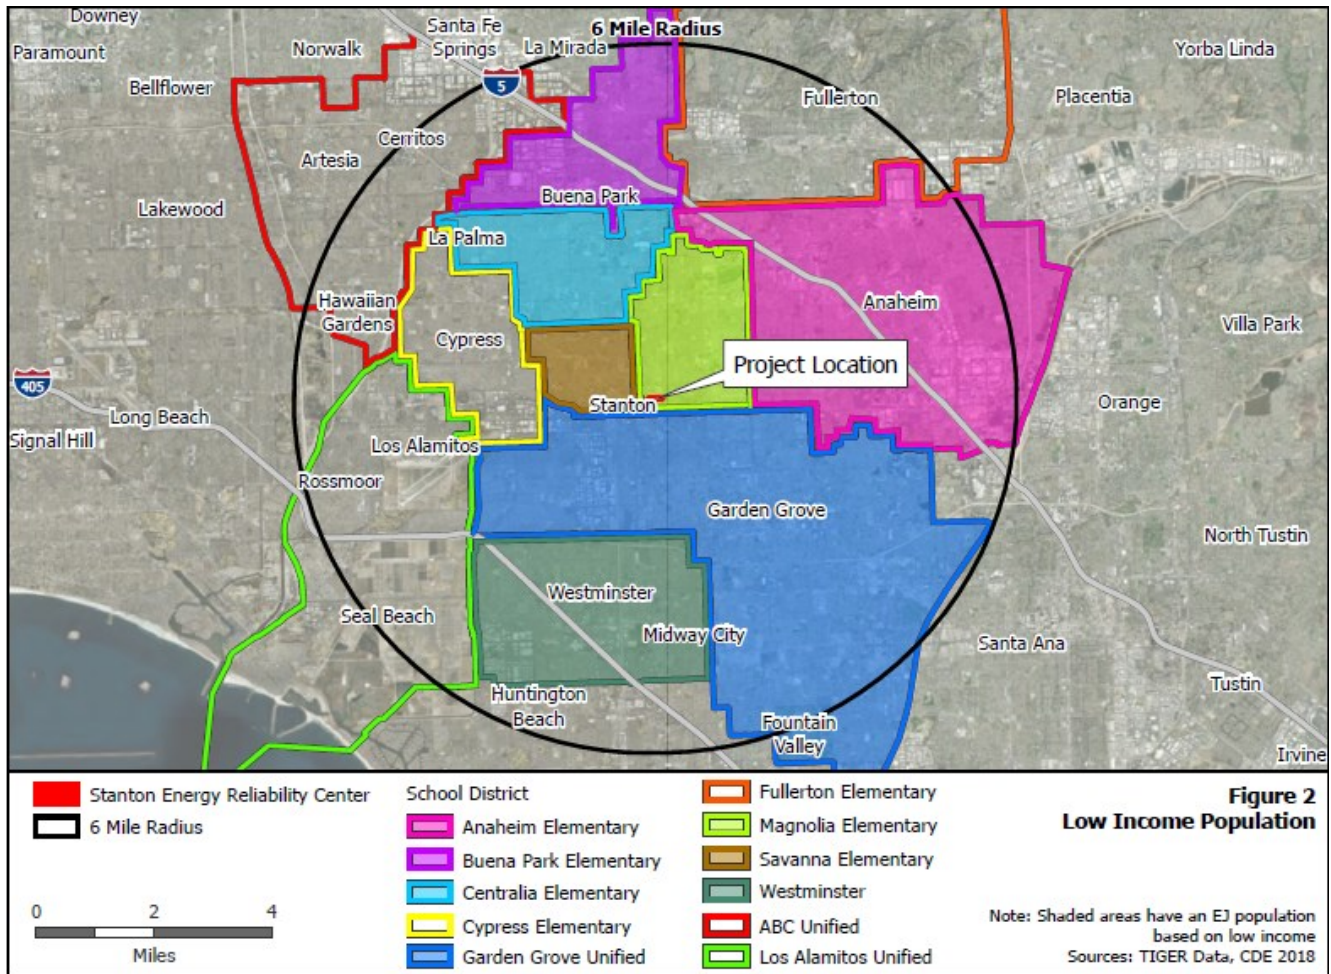 Downey
Santa Fe
Springs
6 Mile Radius
Paramount
Norwalk
La Mirada
Yorba Linda
Bellflower
5
Fullerton
Placentia
Cerritos
Artesia
Buena Park
Lakewood
La Palma
Hawaiian
Gardens
Anaheim
Villa Park
Cypress
Project Location
405
Long Beach
Stanton
Orange
Signal Hill
Los Alamitos
Rossmoor
Garden Grove
North Tustin
Westminster
Seal Beach
Midway City
Santa Ana
Huntington
Beach
Tustin
Fountain
Valley
Irvine
Stanton Energy Reliability Center
6 Mile Radius
0 2 4
Miles
School District
Anaheim Elementary
Buena Park Elementary
Centralia Elementary
Cypress Elementary
Garden Grove Unified
Fullerton Elementary
Magnolia Elementary
Savanna Elementary
Westminster
ABC Unified
Los Alamitos Unified
Figure 2
Low Income Population
Note: Shaded areas have an EJ population
based on low income
Sources: TIGER Data, CDE 2018